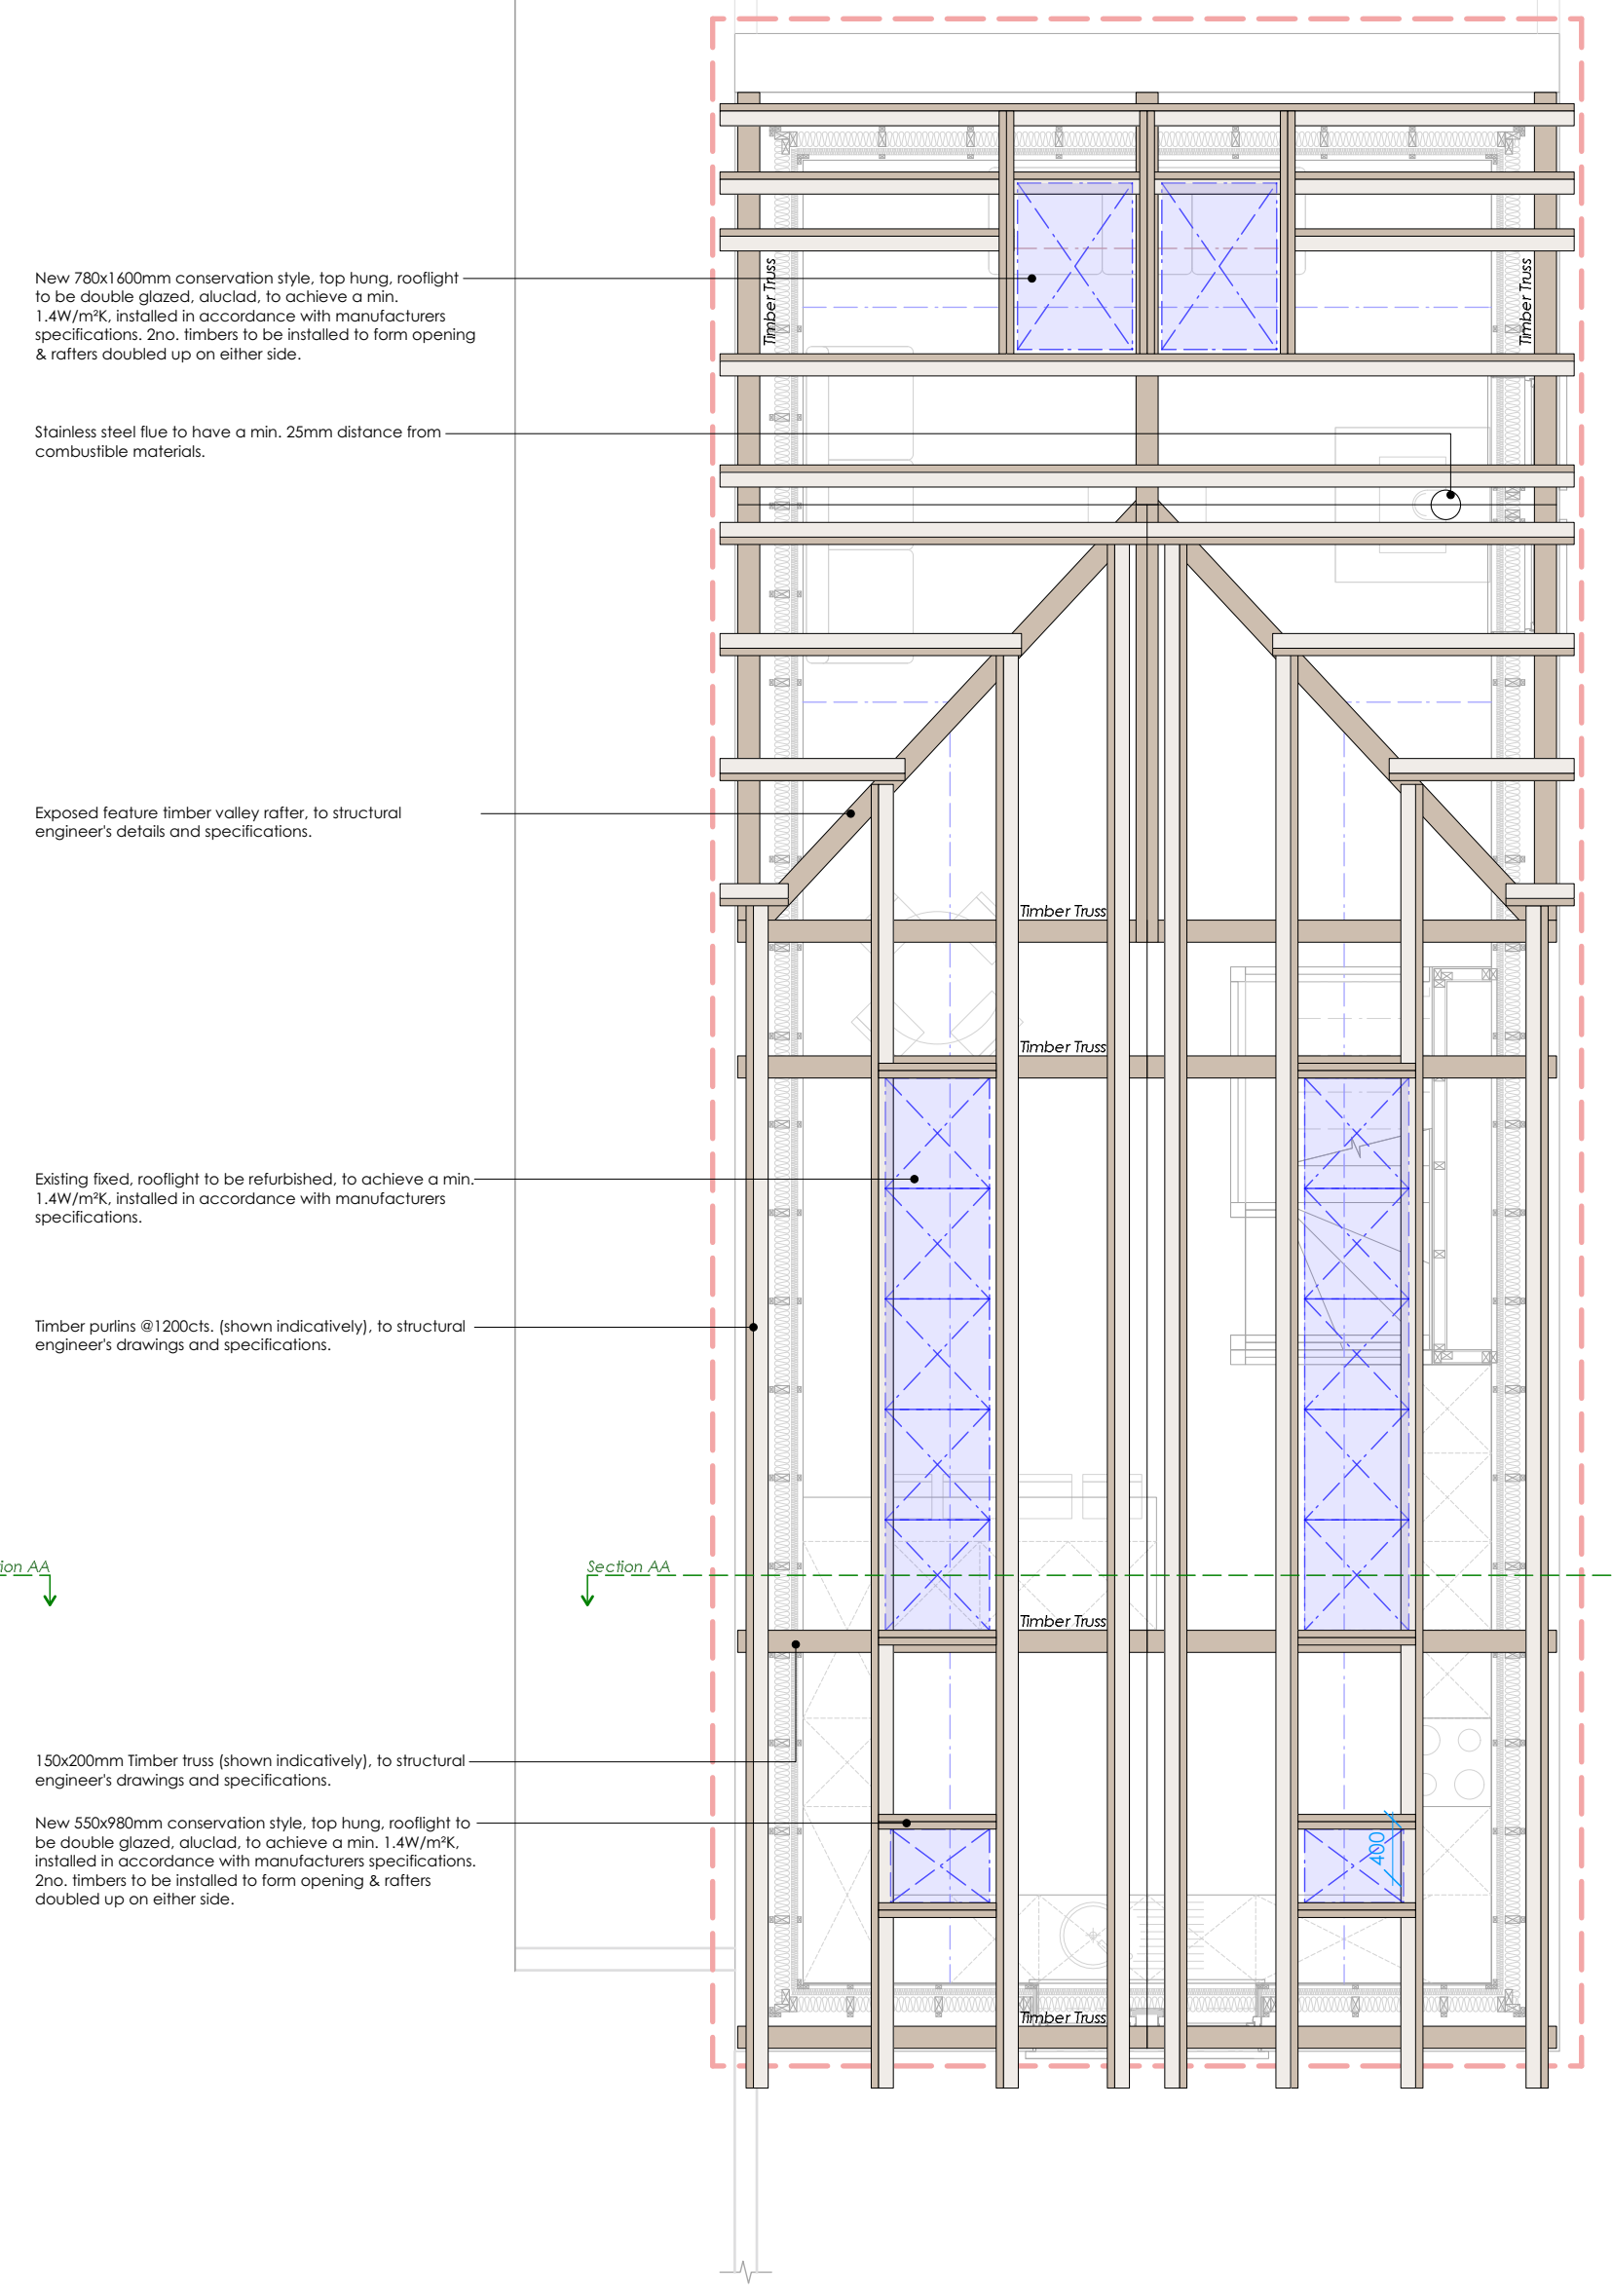 New 780x1600mm conservation style, top hung, rooflight
to be double glazed, aluclad, to achieve a min.
1.4W/m²K, installed in accordance with manufacturers
specifications. 2no. timbers to be installed to form opening
& rafters doubled up on either side.
Timber Truss
Timber Truss
Stainless steel flue to have a min. 25mm distance from
combustible materials.
Exposed feature timber valley rafter, to structural
engineer's details and specifications.
Timber Truss
Timber Truss
Existing fixed, rooflight to be refurbished, to achieve a min.
1.4W/m²K, installed in accordance with manufacturers
specifications.
Timber purlins @1200cts. (shown indicatively), to structural
engineer's drawings and specifications.
ion AA
Section AA
Timber Truss
150x200mm Timber truss (shown indicatively), to structural
engineer's drawings and specifications.
New 550x980mm conservation style, top hung, rooflight to
be double glazed, aluclad, to achieve a min. 1.4W/m²K,
installed in accordance with manufacturers specifications.
2no. timbers to be installed to form opening & rafters
doubled up on either side.
400
Timber Truss